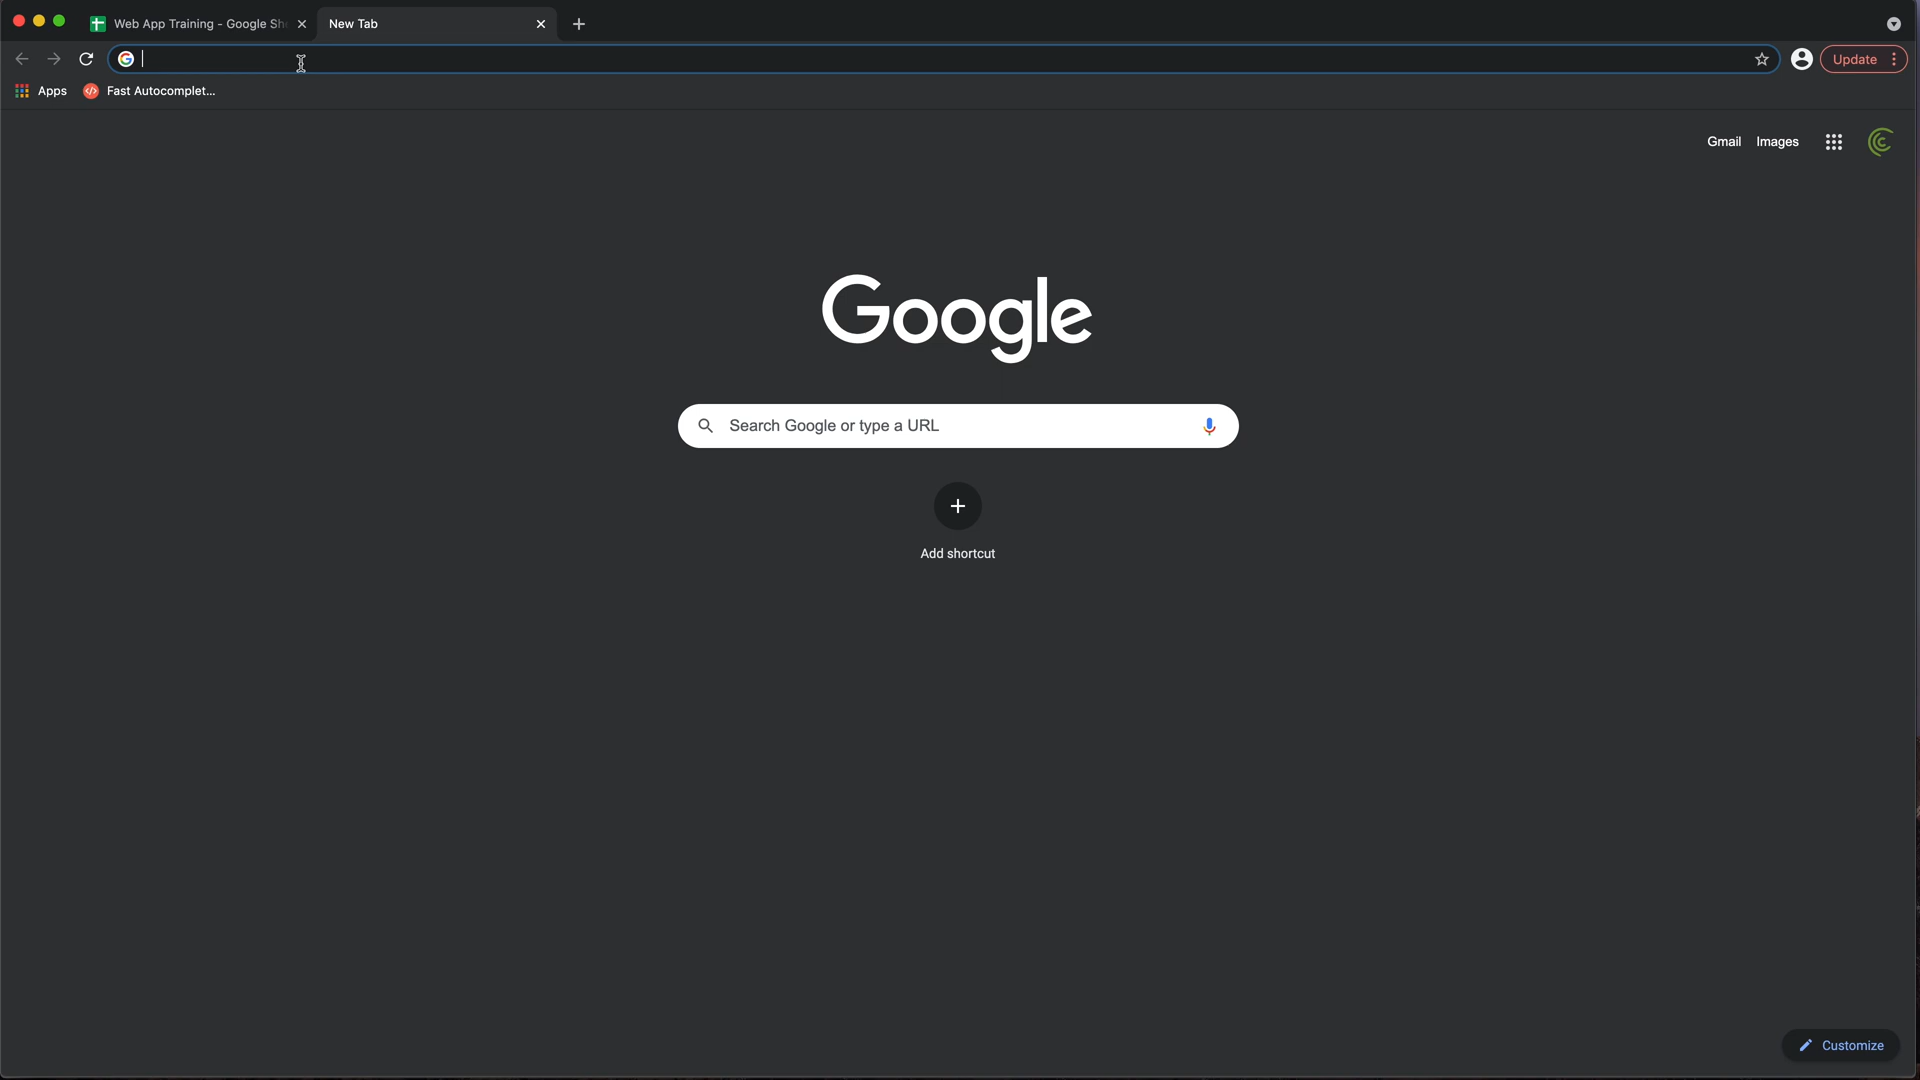 Web App Training - Google She
New Tab
Update
Apps
Fast Autocomplet...
Gmail
Images
Google
Search Google or type a URL
Add shortcut
Customize